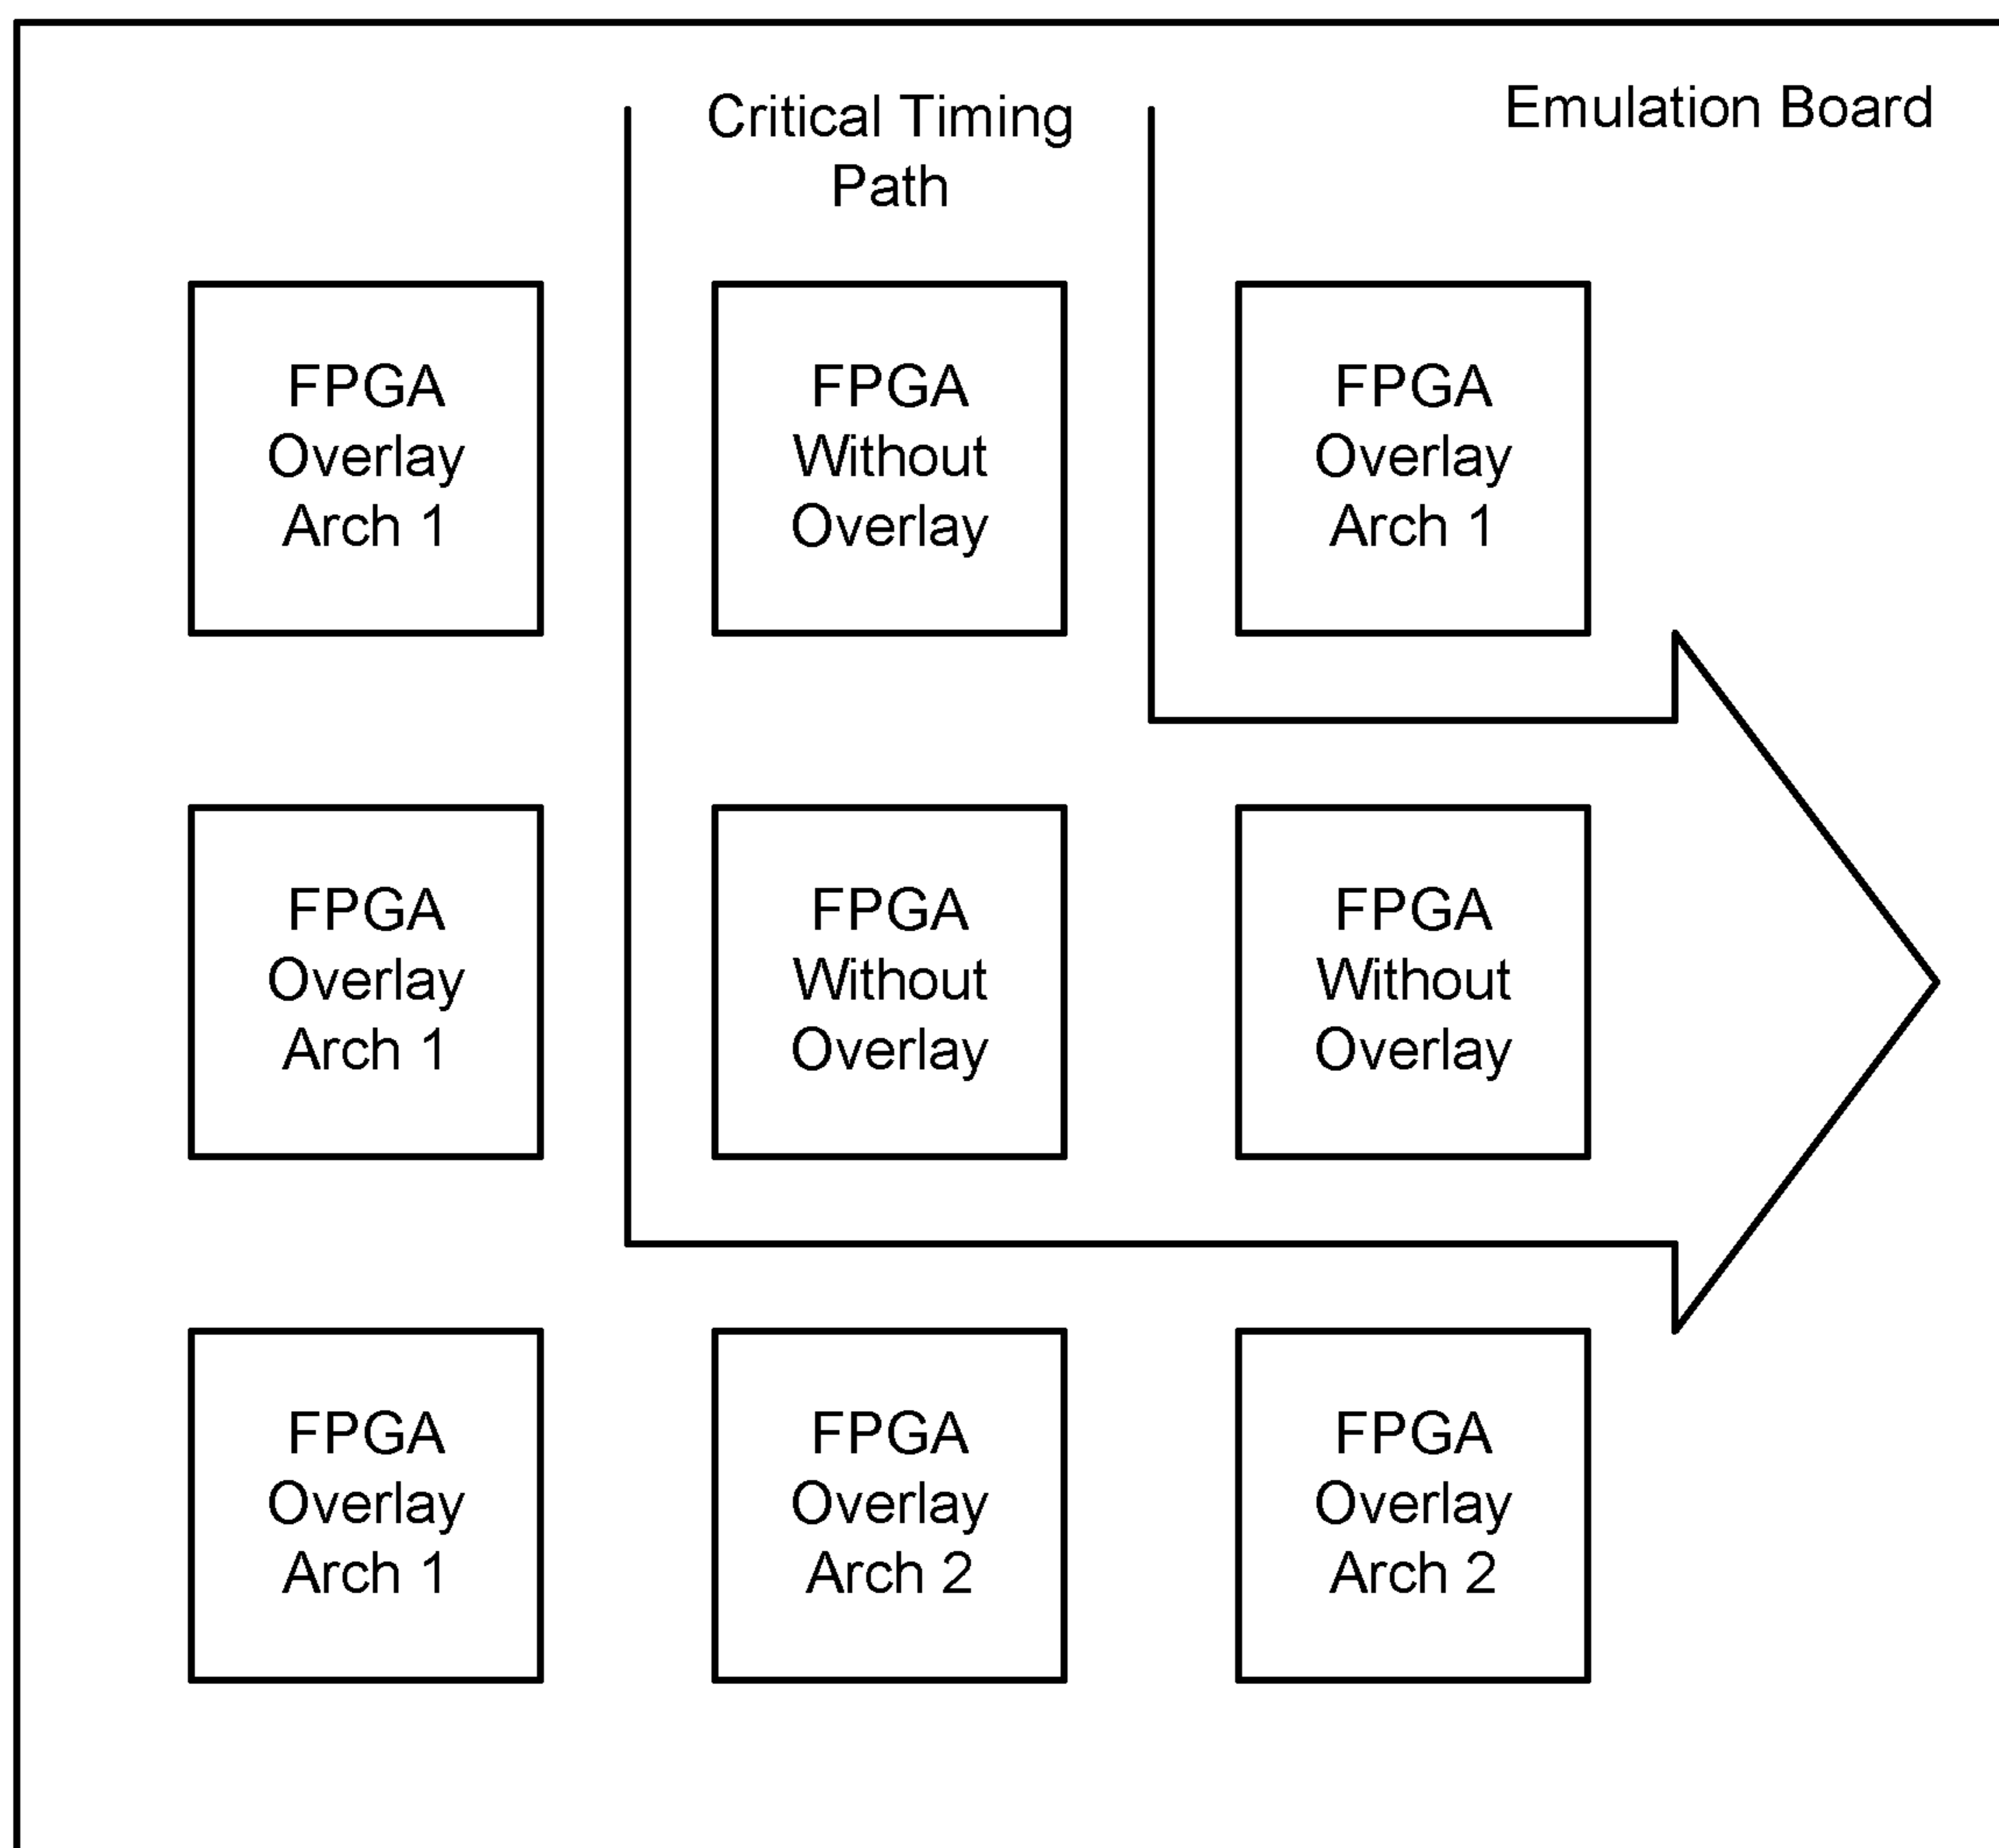 Critical Timing
Path
Emulation Board
FPGA
Overlay
Arch 1
FPGA
Without
Overlay
FPGA
Overlay
Arch 1
FPGA
Overlay
Arch 1
FPGA
Without
Overlay
FPGA
Without
Overlay
FPGA
Overlay
Arch 1
FPGA
Overlay
Arch 2
FPGA
Overlay
Arch 2